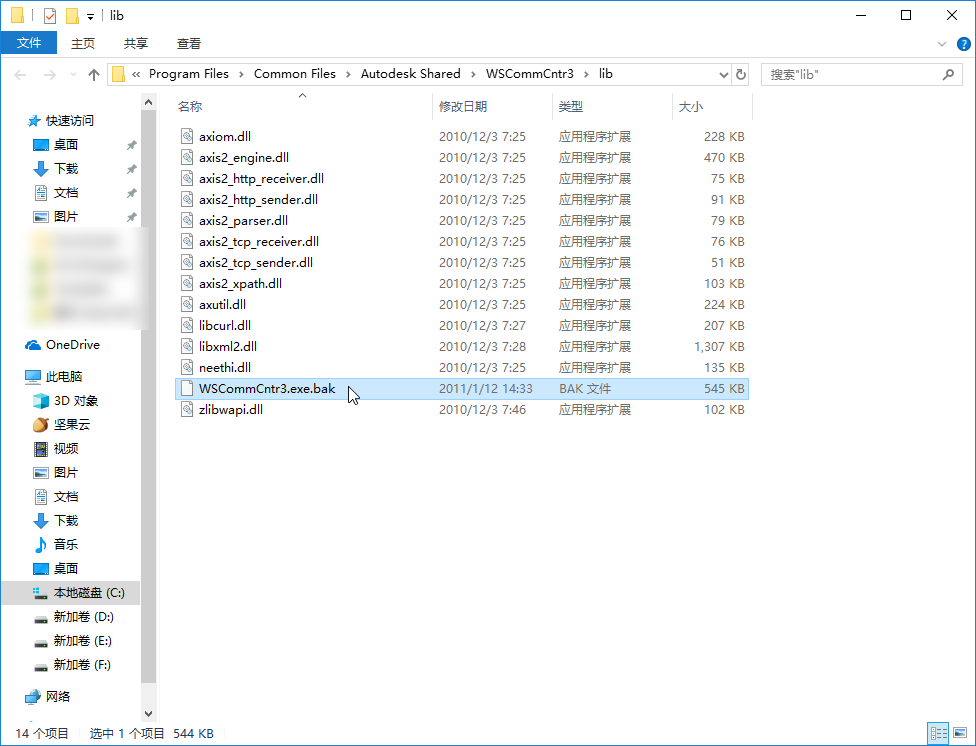 lib
文件 主页 共享 查看
« Program Files › Common Files › Autodesk Shared › WSCommCntr3 › lib 搜索"lib"
名称 修改日期 类型 大小
快速访问
桌面
下载
文档
图片
OneDrive
此电脑
3D 对象
坚果云
视频
图片
文档
下载
音乐
桌面
本地磁盘 (C:)
新加卷 (D:)
新加卷 (E:)
新加卷 (F:)
网络
axiom.dll 2010/12/3 7:25 应用程序扩展 228 KB
axis2_engine.dll 2010/12/3 7:25 应用程序扩展 470 KB
axis2_http_receiver.dll 2010/12/3 7:25 应用程序扩展 75 KB
axis2_http_sender.dll 2010/12/3 7:25 应用程序扩展 91 KB
axis2_parser.dll 2010/12/3 7:25 应用程序扩展 79 KB
axis2_tcp_receiver.dll 2010/12/3 7:25 应用程序扩展 76 KB
axis2_tcp_sender.dll 2010/12/3 7:25 应用程序扩展 51 KB
axis2_xpath.dll 2010/12/3 7:25 应用程序扩展 103 KB
axutil.dll 2010/12/3 7:25 应用程序扩展 224 KB
libcurl.dll 2010/12/3 7:27 应用程序扩展 207 KB
libxml2.dll 2010/12/3 7:28 应用程序扩展 1,307 KB
neethi.dll 2010/12/3 7:25 应用程序扩展 135 KB
WSCommCntr3.exe.bak 2011/1/12 14:33 BAK 文件 545 KB
zlibwapi.dll 2010/12/3 7:46 应用程序扩展 102 KB
14 个项目 选中 1 个项目 544 KB